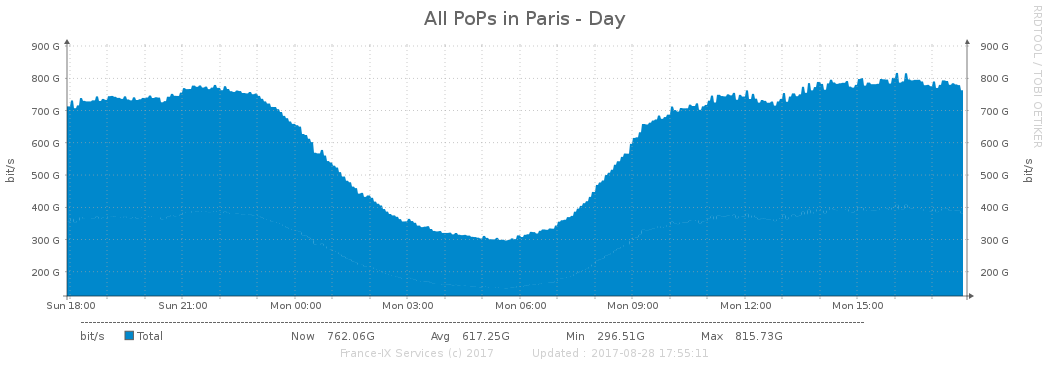 All PoPs in Paris - Day
RRDTOOL / TOBI OETIKER
900 G 900 G
800 G 800 G
700 G 700 G
600 G 600 G
500 G 500 G
400 G 400 G
300 G 300 G
200 G 200 G
bit/s bit/s
Sun 18:00 Sun 21:00 Mon 00:00 Mon 03:00 Mon 06:00 Mon 09:00 Mon 12:00 Mon 15:00
bit/s Total Now 762.06G Avg 617.25G Min 296.51G Max 815.73G
France-IX Services (c) 2017 Updated : 2017-08-28 17:55:11